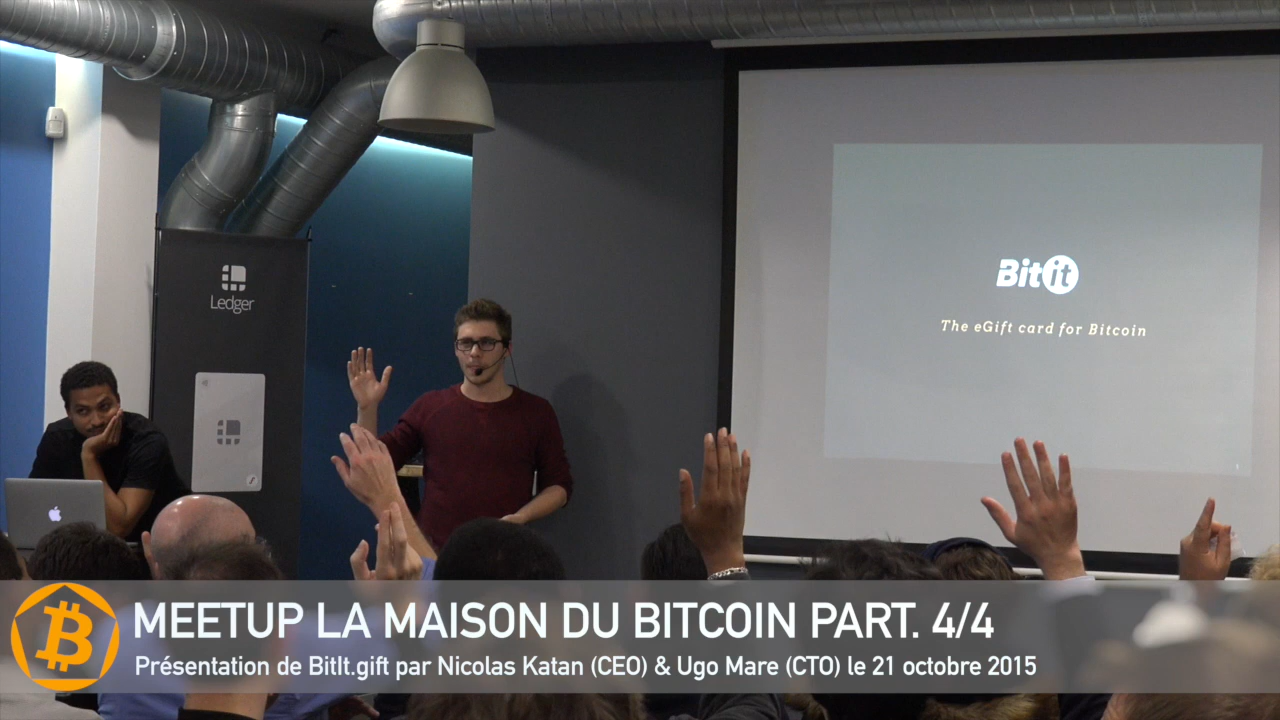 Ledger
Bitit
The eGift card for Bitcoin
MEETUP LA MAISON DU BITCOIN PART. 4/4
Présentation de BitIt.gift par Nicolas Katan (CEO) & Ugo Mare (CTO) le 21 octobre 2015